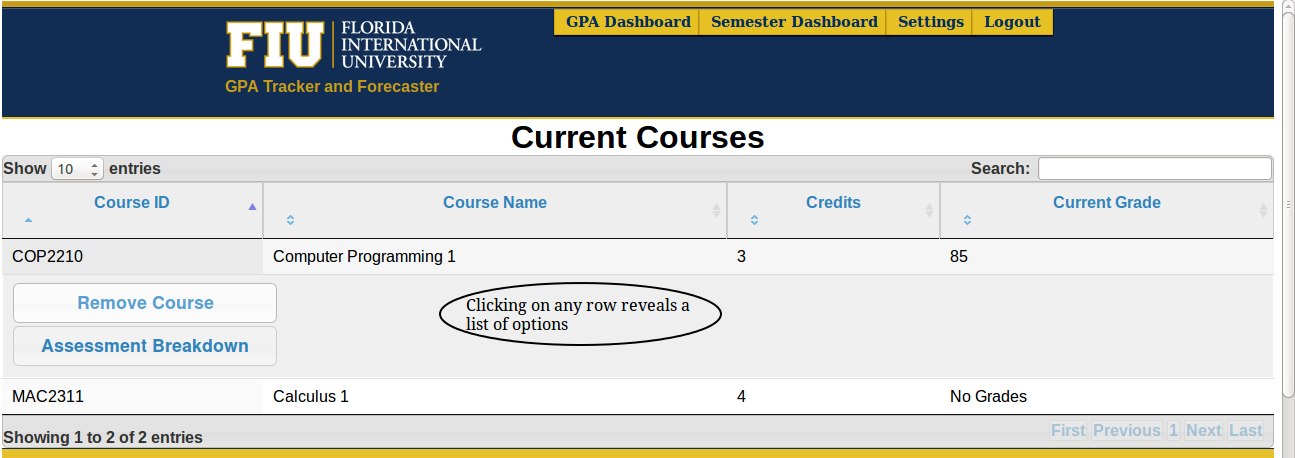 GPA Dashboard Semester Dashboard Settings Logout
FIU
FLORIDA
INTERNATIONAL
UNIVERSITY
GPA Tracker and Forecaster
Current Courses
Show 10 entries Search:
Course ID Course Name Credits Current Grade
COP2210 Computer Programming 1 3 85
Remove Course
Assessment Breakdown
Clicking on any row reveals a
list of options
MAC2311 Calculus 1 4 No Grades
Showing 1 to 2 of 2 entries First Previous 1 Next Last